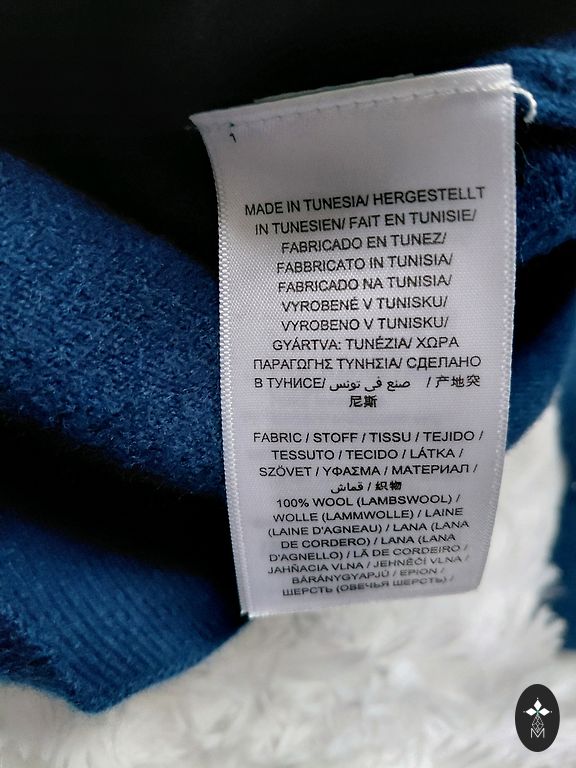 MADE IN TUNESIA/ HERGESTELLT
IN TUNESIEN/ FAIT EN TUNISIE/
FABRICADO EN TUNEZ/
FABBRICATO IN TUNISIA/
FABRICADO NA TUNISIA/
VYROBENÉ V TUNISKU/
VYROBENO V TUNISKU/
GYÁRTVA: TUNÉZIA/ ΧΩΡΑ
ΠΑΡΑΓΩΓΗΣ ΤΥΝΗΣΙΑ/ СДЕЛАНО
В ТУНИСЕ/ صنع في تونس / 产地突
尼斯
FABRIC / STOFF / TISSU / TEJIDO /
TESSUTO / TECIDO / LÁTKA /
SZÖVET / ΥΦΑΣΜΑ / МАТЕРИАЛ /
قماش / 织物
100% WOOL (LAMBSWOOL) /
WOLLE (LAMMWOLLE) / LAINE
(LAINE D'AGNEAU) / LANA (LANA
DE CORDERO) / LANA (LANA
D'AGNELLO) / LÃ DE CORDEIRO /
JAHŇACIA VLNA / JEHNĚČÍ VLNA /
BÁRÁNYGYAPJÚ / ΕΡΙΟΝ /
ШЕРСТЬ (ОВЕЧЬЯ ШЕРСТЬ) /